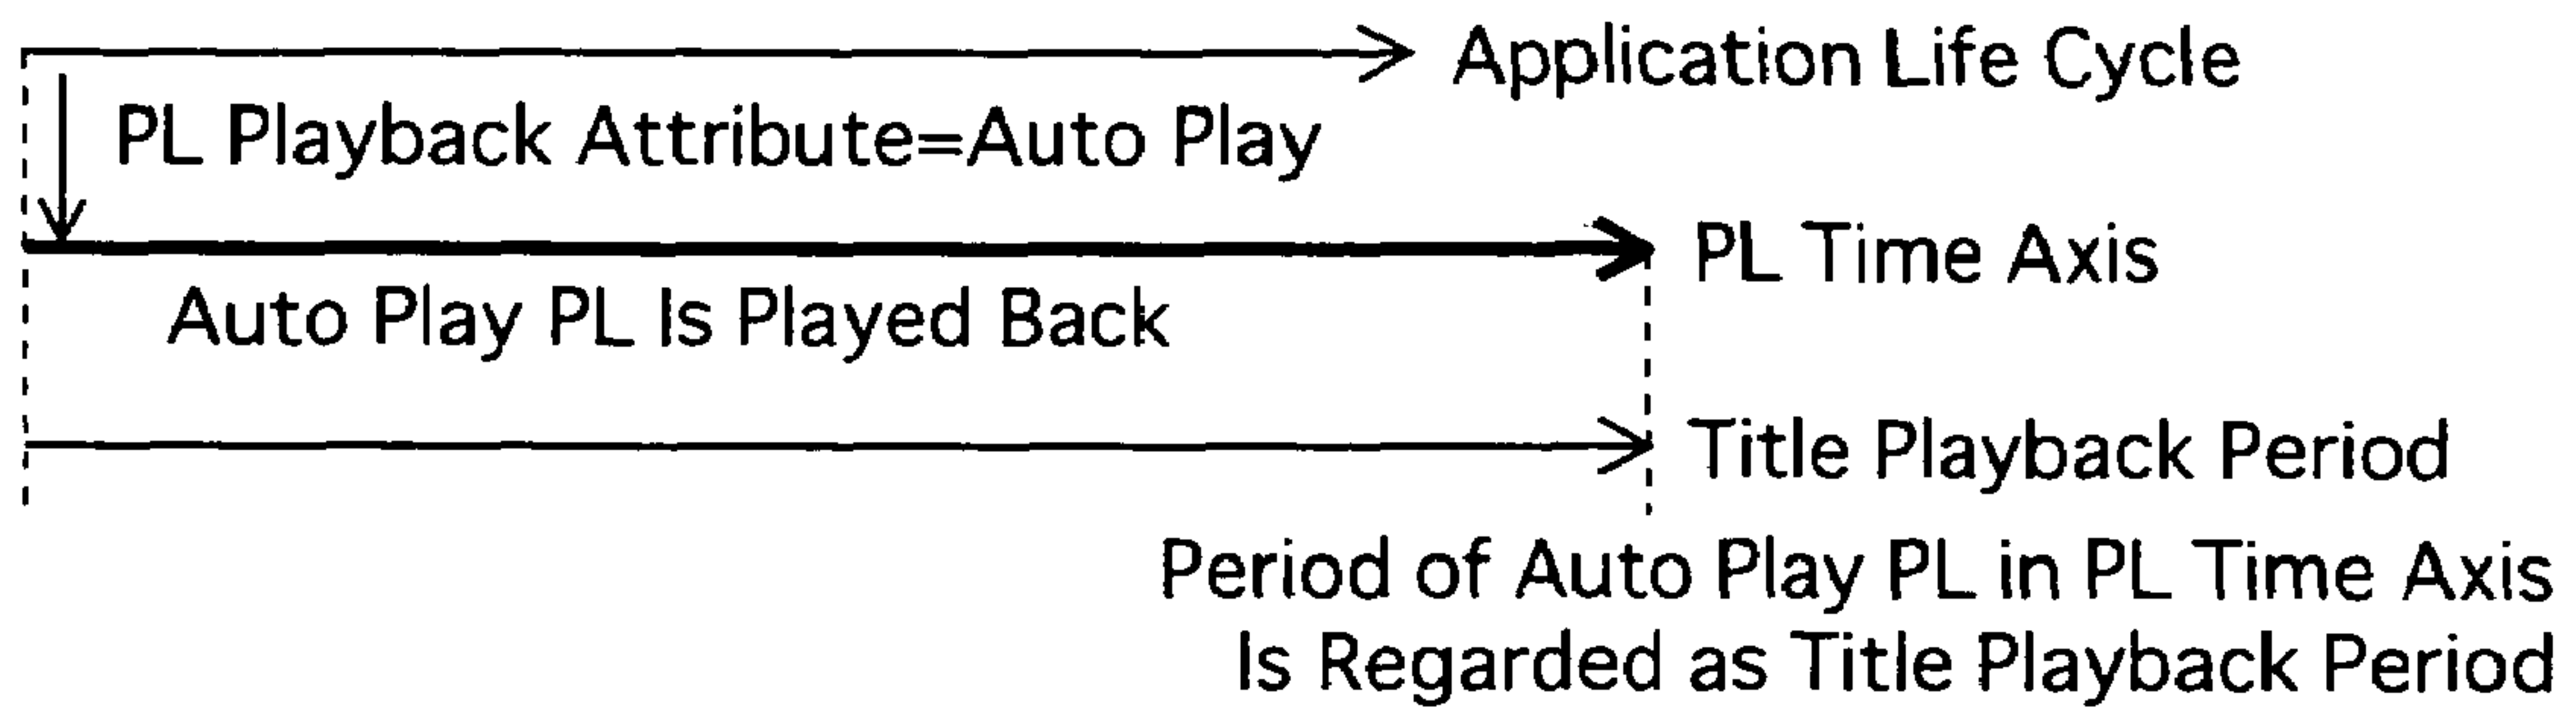 Application Life Cycle
PL Playback Attribute=Auto Play
PL Time Axis
Auto Play PL Is Played Back
Title Playback Period
Period of Auto Play PL in PL Time Axis
Is Regarded as Title Playback Period